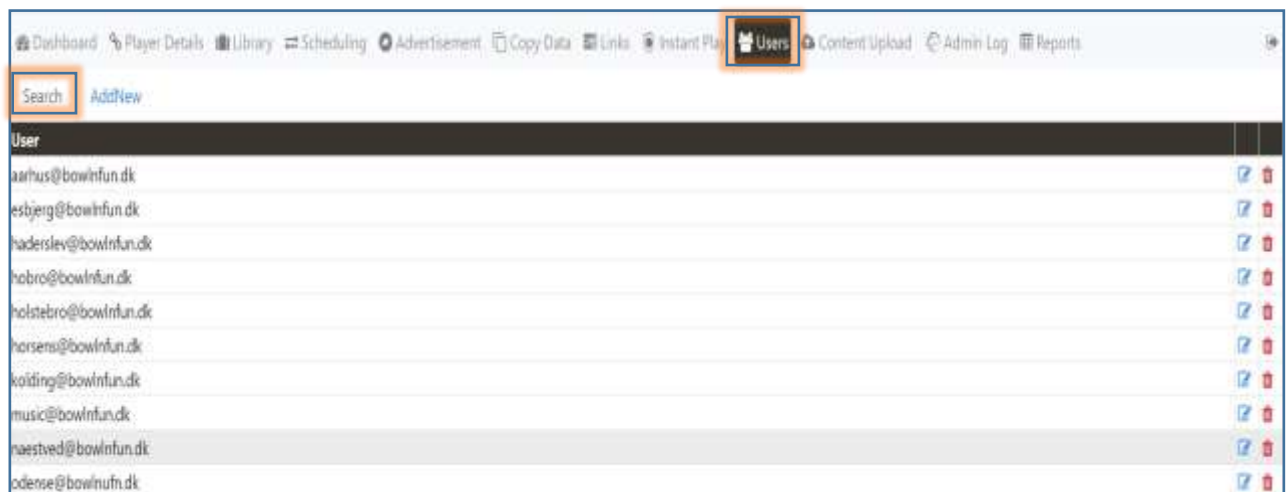 Dashboard Player Details Library Scheduling Advertisement Copy Data Links Instant Play Users Content Upload Admin Log Reports
Search AddNew
User
aarhus@bowlnfun.dk
esbjerg@bowlnfun.dk
haderslev@bowlnfun.dk
hobro@bowlnfun.dk
holstebro@bowlnfun.dk
horsens@bowlnfun.dk
kolding@bowlnfun.dk
music@bowlnfun.dk
naestved@bowlnfun.dk
odense@bowlnufn.dk